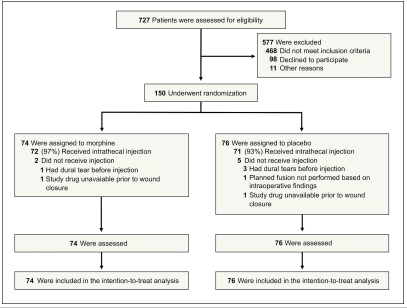 727 Patients were assessed for eligibility
577 Were excluded
468 Did not meet inclusion criteria
98 Declined to participate
11 Other reasons
150 Underwent randomization
74 Were assigned to morphine
72 (97%) Received intrathecal injection
2 Did not receive injection
1 Had dural tear before injection
1 Study drug unavaiable prior to wound
closure
76 Were assigned to placebo
71 (93%) Received intrathecal injection
5 Did not receive injection
3 Had dural tears before injection
1 Planned fusion not performed based on
intraoperative findings
1 Study drug unavailable prior to wound
closure
74 Were assessed
76 Were assessed
74 Were included in the intention-to-treat analysis
76 Were included in the intention-to-treat analysis